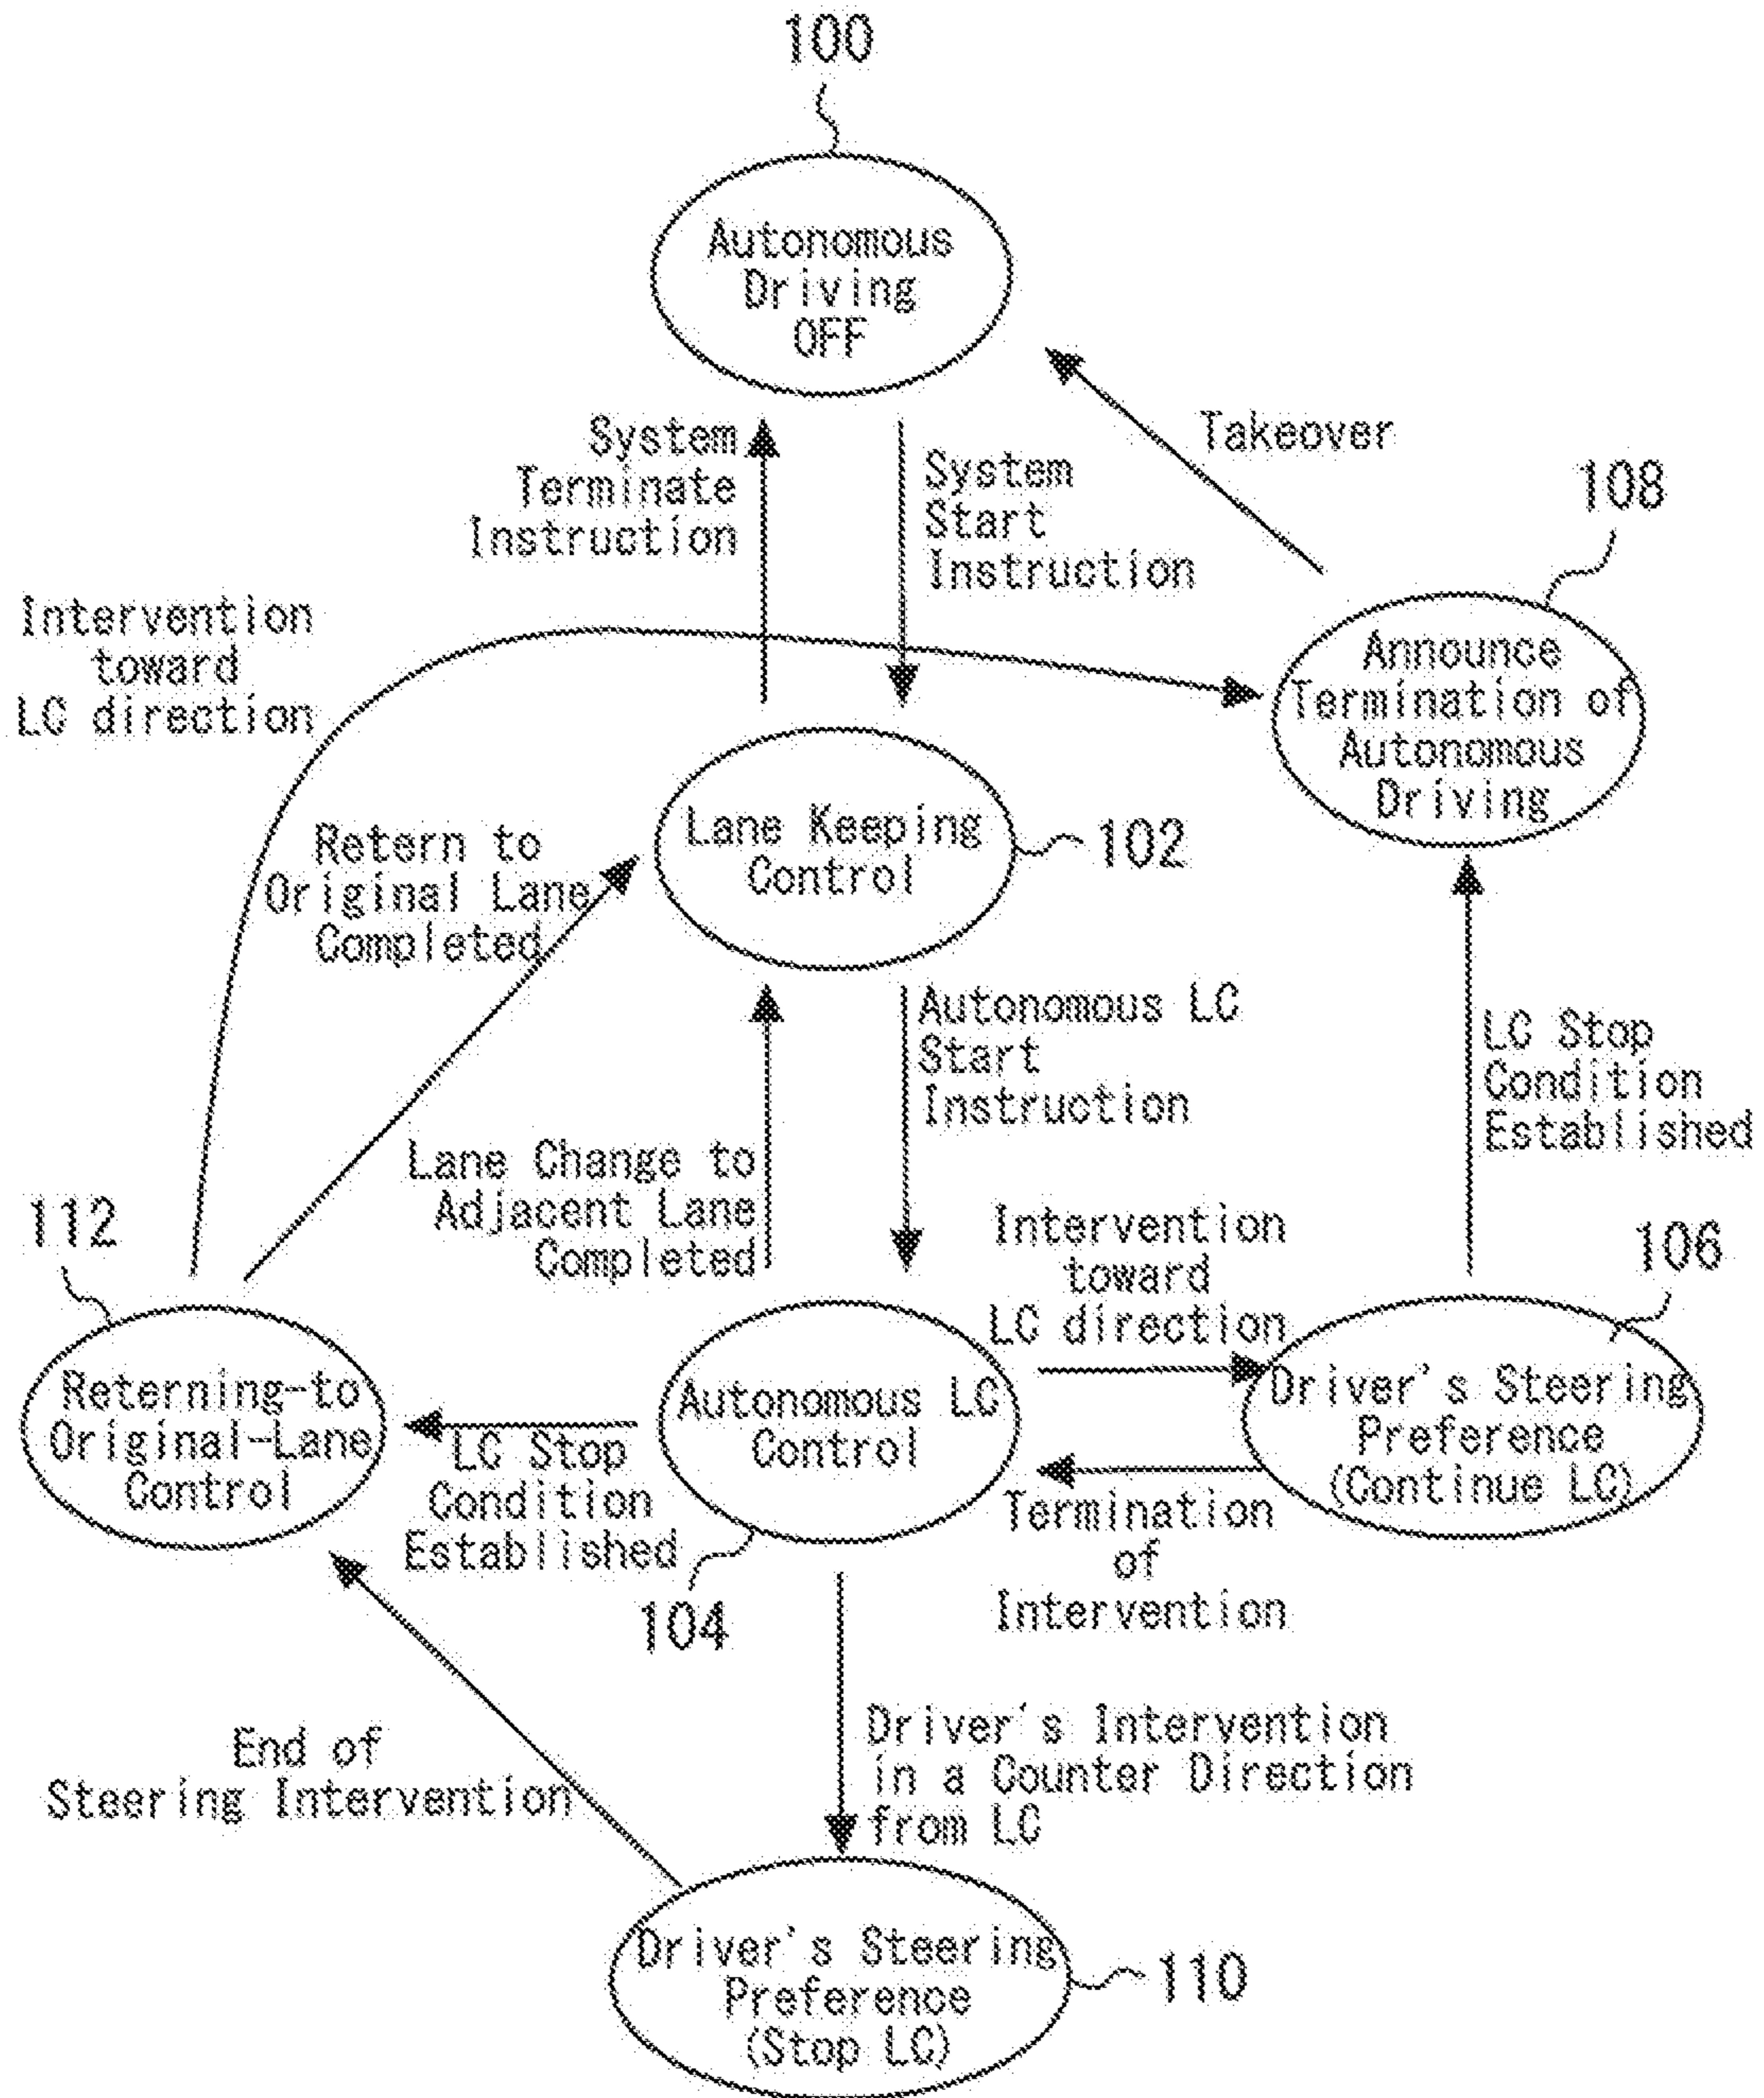 100
Autonomous
Driving
OFF
System
Terminate
Instruction
System
Start
Instruction
Takeover
108
Intervention
toward
LC direction
Announce
Termination of
Autonomous
Driving
Lane Keeping
Control
102
Retern to
Original Lane
Completed
Autonomous LC
Start
Instruction
LC Stop
Condition
Established
Lane Change to
Adjacent Lane
Completed
112
Intervention
toward
LC direction
106
Reterning-to
Original-Lane
Control
LC Stop
Condition
Established
Autonomous LC
Control
104
Driver's Steering
Preference
(Continue LC)
Termination
of
Intervention
End of
Steering Intervention
Driver's Intervention
in a Counter Direction
from LC
Driver's Steering
Preference
(Stop LC)
110